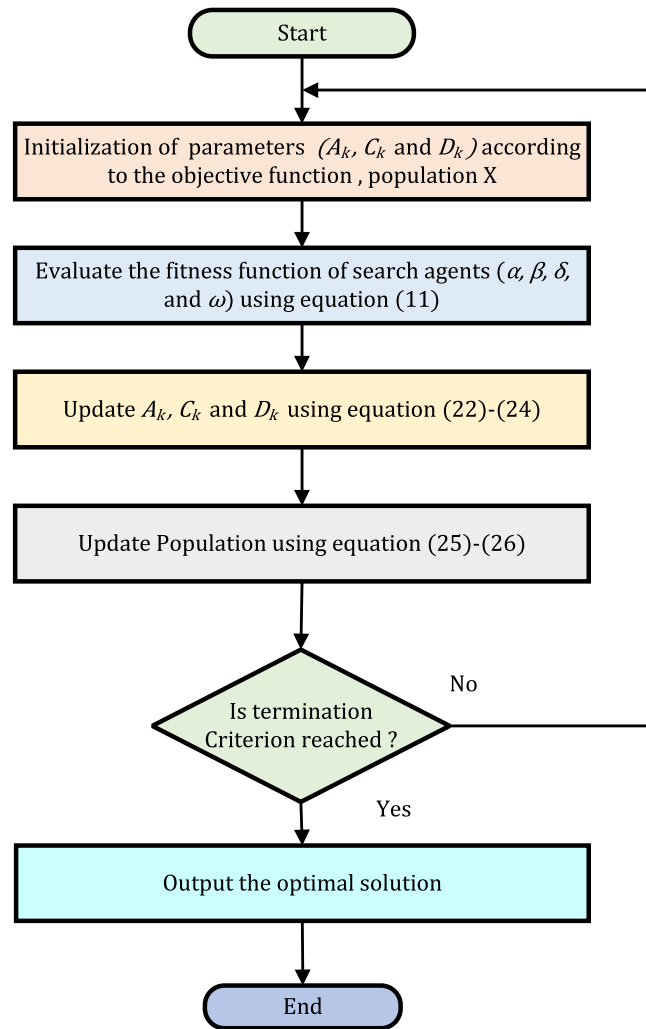 Start
Initialization of parameters (Aₖ, Cₖ and Dₖ) according
to the objective function , population X
Evaluate the fitness function of search agents (α, β, δ,
and ω) using equation (11)
Update Aₖ, Cₖ and Dₖ using equation (22)-(24)
Update Population using equation (25)-(26)
Is termination
Criterion reached ?
No
Yes
Output the optimal solution
End